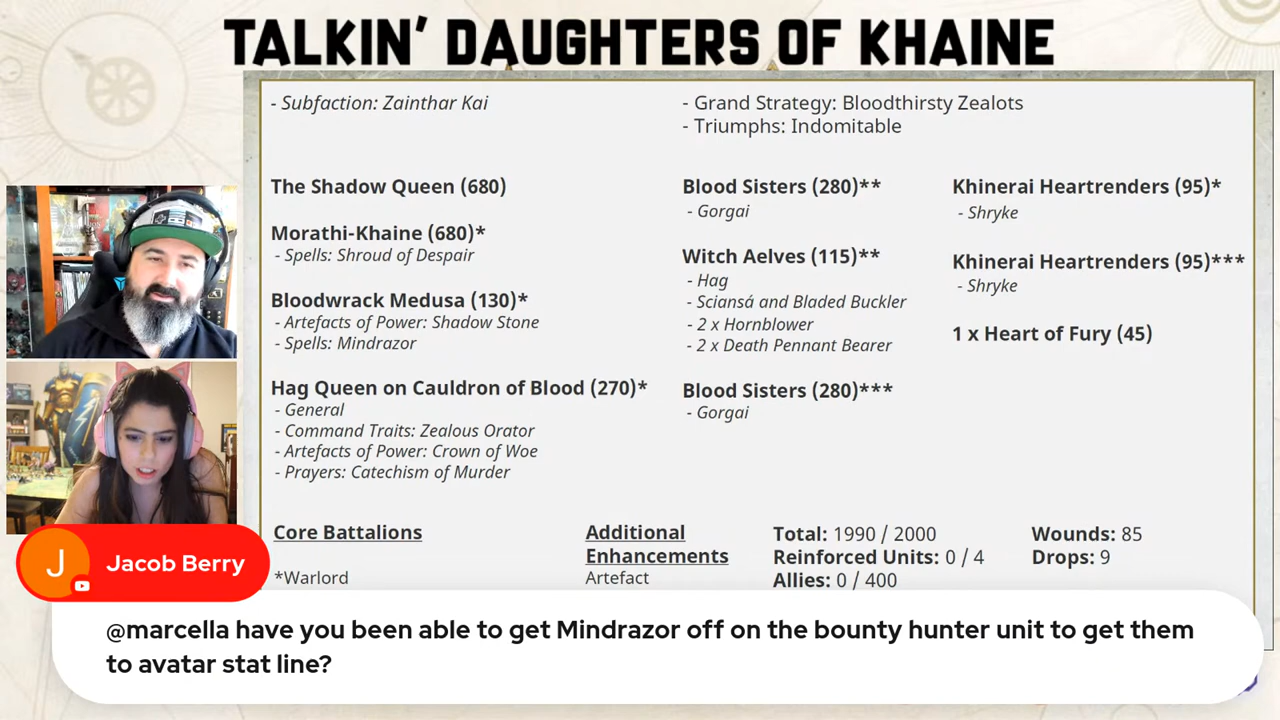 TALKIN' DAUGHTERS OF KHAINE
- Subfaction: Zainthar Kai
- Grand Strategy: Bloodthirsty Zealots
- Triumphs: Indomitable
The Shadow Queen (680)
Morathi-Khaine (680)*
- Spells: Shroud of Despair
Bloodwrack Medusa (130)*
- Artefacts of Power: Shadow Stone
- Spells: Mindrazor
Hag Queen on Cauldron of Blood (270)*
- General
- Command Traits: Zealous Orator
- Artefacts of Power: Crown of Woe
- Prayers: Catechism of Murder
Blood Sisters (280)**
- Gorgai
Witch Aelves (115)**
- Hag
- Sciansá and Bladed Buckler
- 2 x Hornblower
- 2 x Death Pennant Bearer
Blood Sisters (280)***
- Gorgai
Khinerai Heartrenders (95)*
- Shryke
Khinerai Heartrenders (95)***
- Shryke
1 x Heart of Fury (45)
Core Battalions
*Warlord
Additional
Enhancements
Artefact
Total: 1990 / 2000
Reinforced Units: 0 / 4
Allies: 0 / 400
Wounds: 85
Drops: 9
J
Jacob Berry
@marcella have you been able to get Mindrazor off on the bounty hunter unit to get them
to avatar stat line?